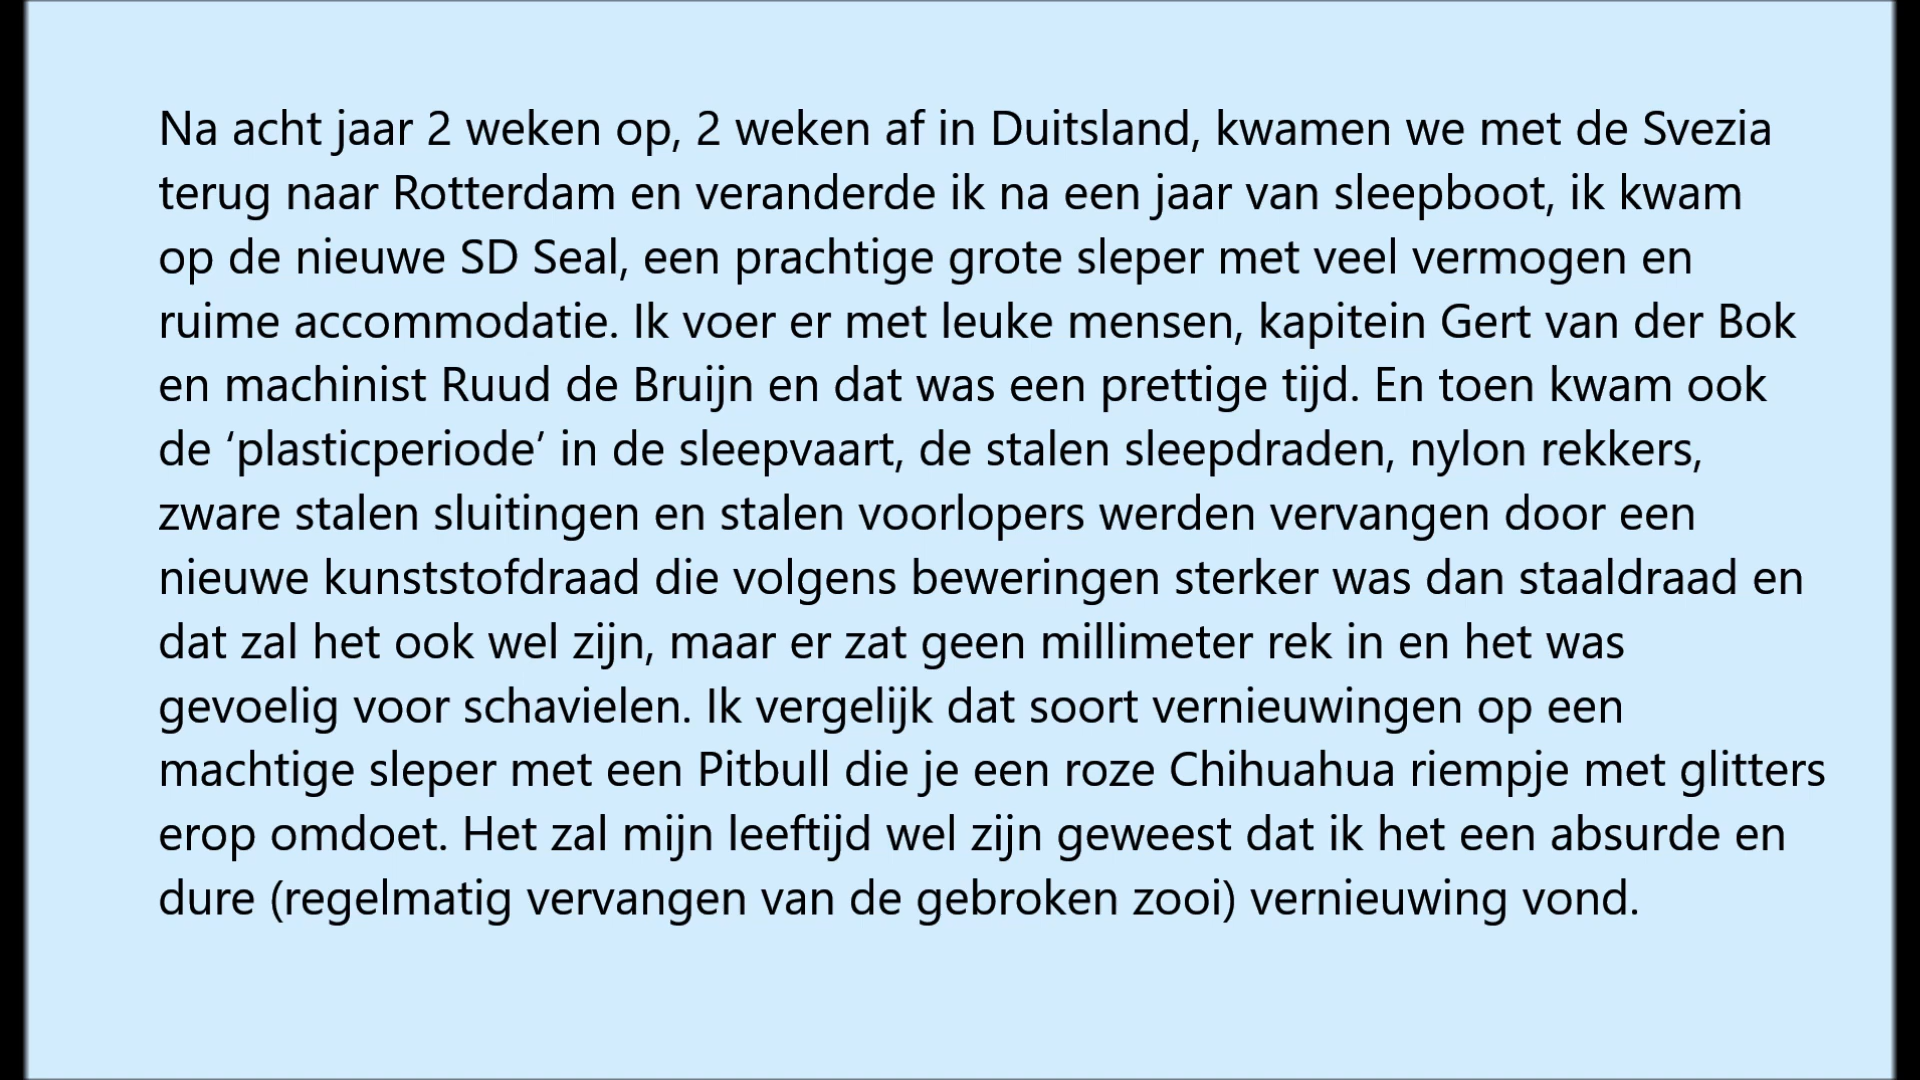 Na acht jaar 2 weken op, 2 weken af in Duitsland, kwamen we met de Svezia
terug naar Rotterdam en veranderde ik na een jaar van sleepboot, ik kwam
op de nieuwe SD Seal, een prachtige grote sleper met veel vermogen en
ruime accommodatie. Ik voer er met leuke mensen, kapitein Gert van der Bok
en machinist Ruud de Bruijn en dat was een prettige tijd. En toen kwam ook
de ‘plasticperiode’ in de sleepvaart, de stalen sleepdraden, nylon rekkers,
zware stalen sluitingen en stalen voorlopers werden vervangen door een
nieuwe kunststofdraad die volgens beweringen sterker was dan staaldraad en
dat zal het ook wel zijn, maar er zat geen millimeter rek in en het was
gevoelig voor schavielen. Ik vergelijk dat soort vernieuwingen op een
machtige sleper met een Pitbull die je een roze Chihuahua riempje met glitters
erop omdoet. Het zal mijn leeftijd wel zijn geweest dat ik het een absurde en
dure (regelmatig vervangen van de gebroken zooi) vernieuwing vond.